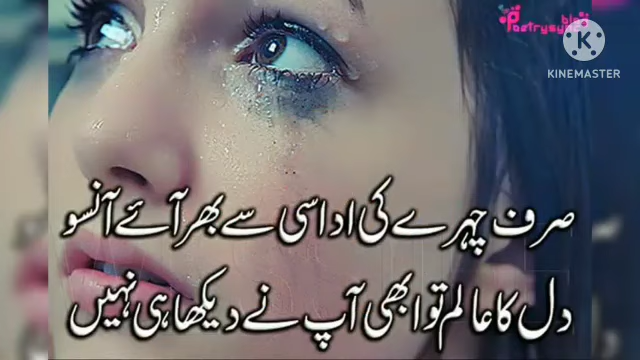 KINEMASTER
صرف چہرے کی اداسی سے بھر آئے آنسو
دل کا عالم تو ابھی آپ نے دیکھا ہی نہیں